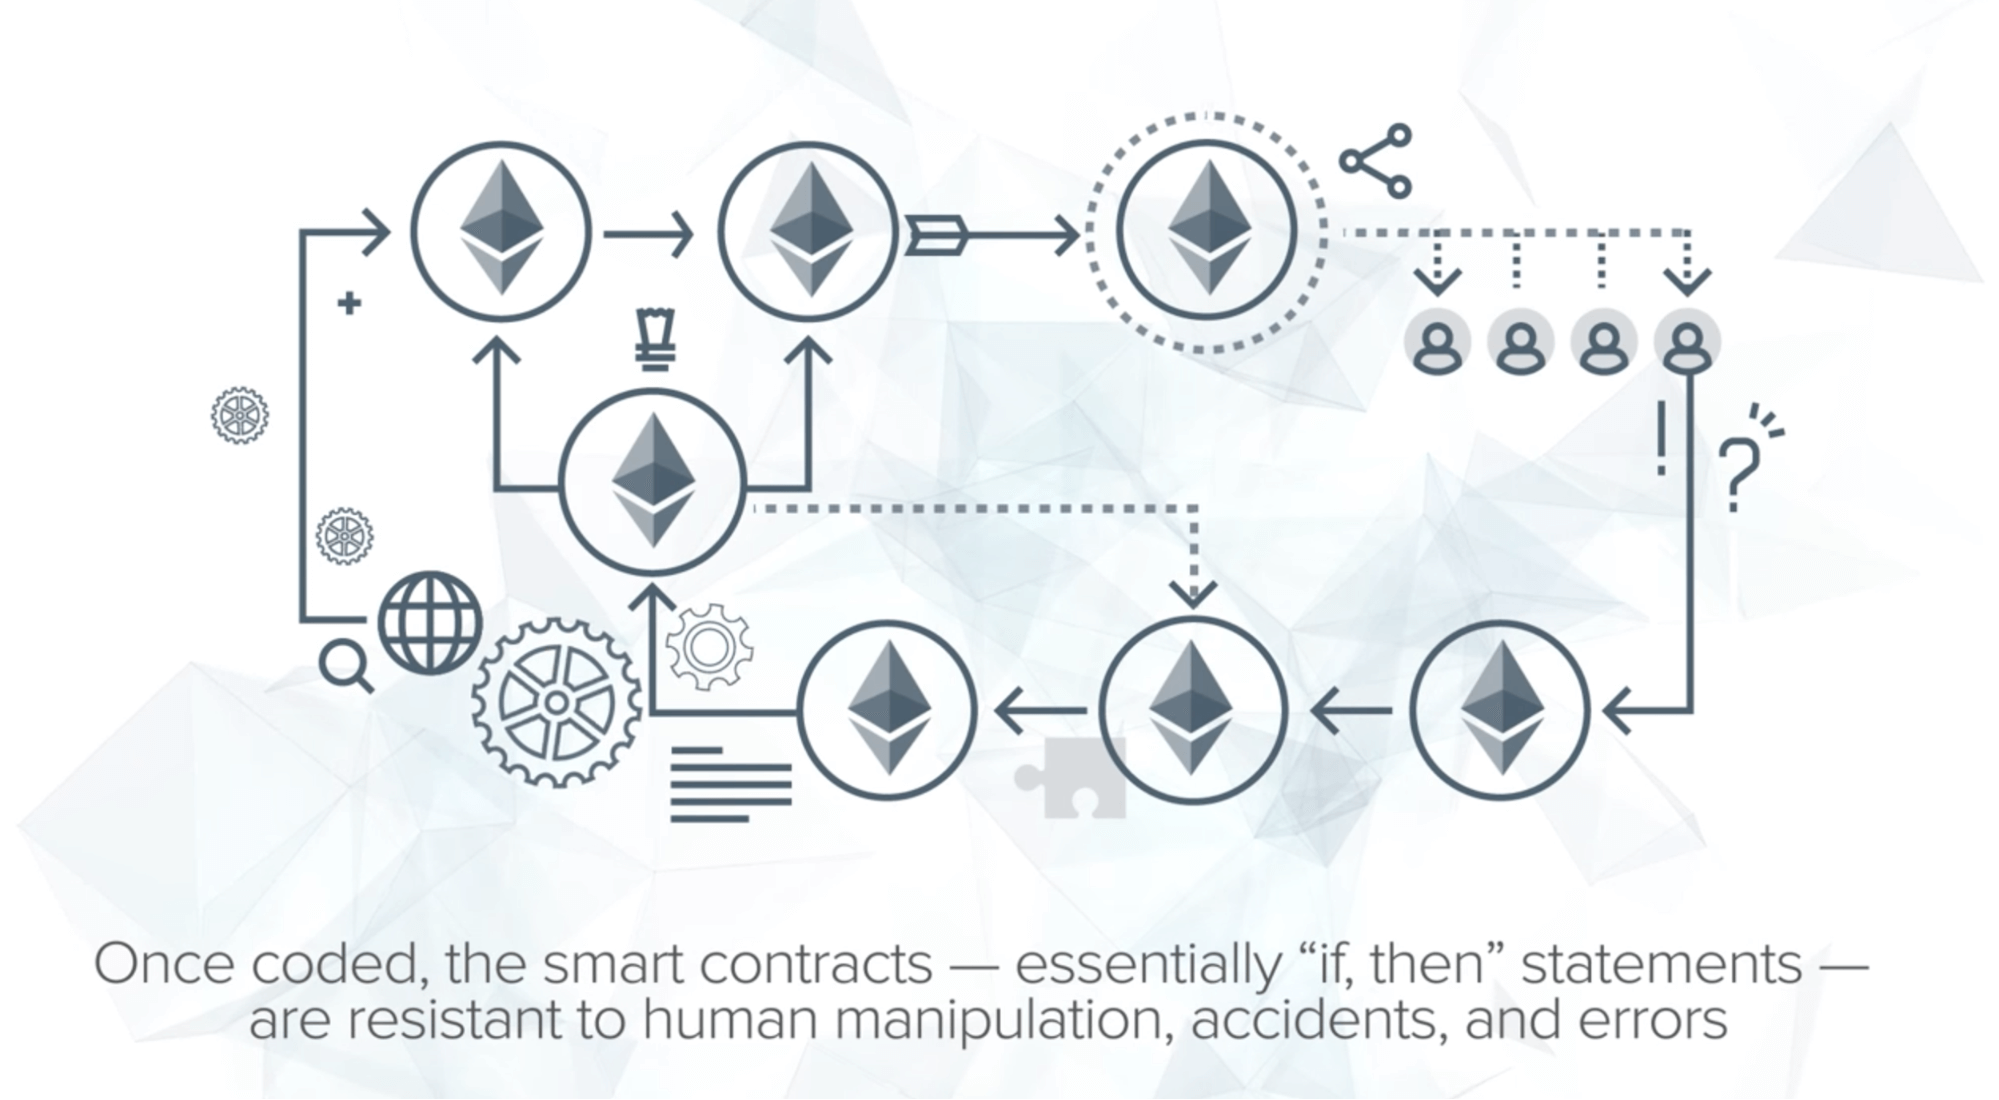 Once coded, the smart contracts — essentially “if, then” statements —
are resistant to human manipulation, accidents, and errors